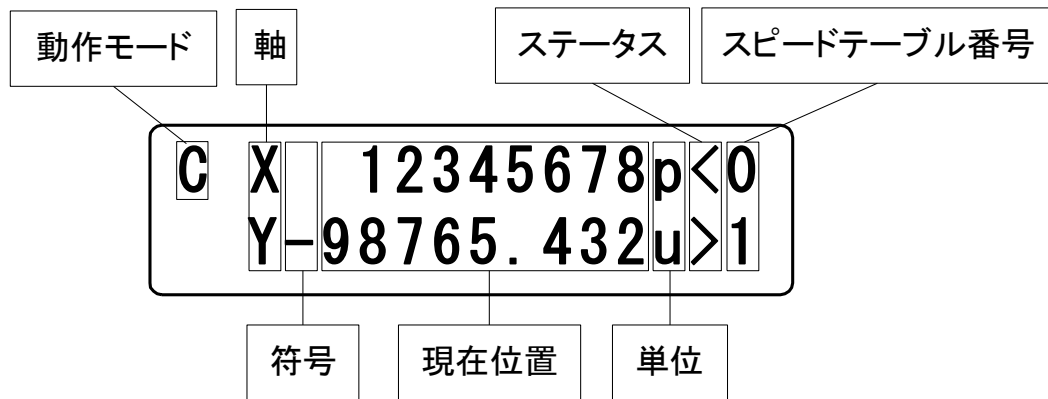 動作モード 軸 ステータス スピードテーブル番号
C X 12345678p<0
Y-98765.432u>1
符号 現在位置 単位